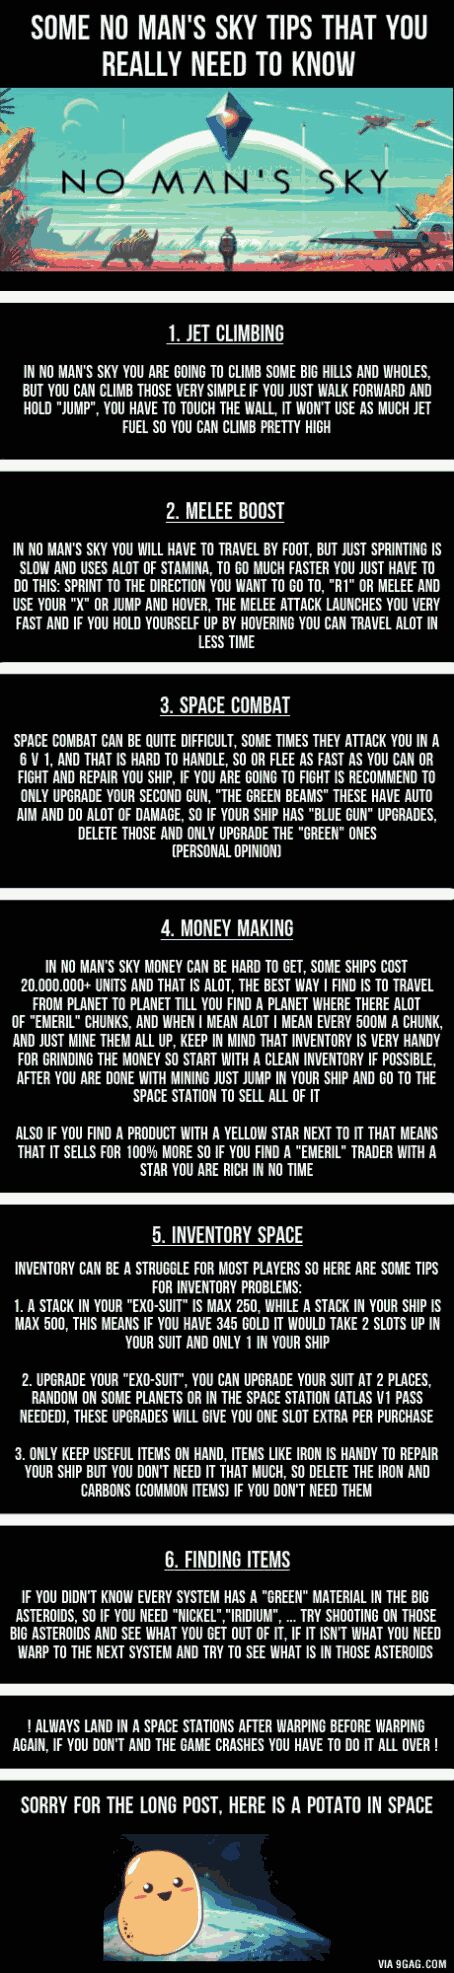 SOME NO MAN'S SKY TIPS THAT YOU
REALLY NEED TO KNOW
NO MAN'S SKY
1. JET CLIMBING
IN NO MAN'S SKY YOU ARE GOING TO CLIMB SOME BIG HILLS AND WHOLES,
BUT YOU CAN CLIMB THOSE VERY SIMPLE IF YOU JUST WALK FORWARD AND
HOLD "JUMP", YOU HAVE TO TOUCH THE WALL, IT WON'T USE AS MUCH JET
FUEL SO YOU CAN CLIMB PRETTY HIGH
2. MELEE BOOST
IN NO MAN'S SKY YOU WILL HAVE TO TRAVEL BY FOOT, BUT JUST SPRINTING IS
SLOW AND USES ALOT OF STAMINA, TO GO MUCH FASTER YOU JUST HAVE TO
DO THIS: SPRINT TO THE DIRECTION YOU WANT TO GO TO, "R1" OR MELEE AND
USE YOUR "X" OR JUMP AND HOVER, THE MELEE ATTACK LAUNCHES YOU VERY
FAST AND IF YOU HOLD YOURSELF UP BY HOVERING YOU CAN TRAVEL ALOT IN
LESS TIME
3. SPACE COMBAT
SPACE COMBAT CAN BE QUITE DIFFICULT, SOME TIMES THEY ATTACK YOU IN A
6 V 1, AND THAT IS HARD TO HANDLE, SO OR FLEE AS FAST AS YOU CAN OR
FIGHT AND REPAIR YOU SHIP, IF YOU ARE GOING TO FIGHT IS RECOMMEND TO
ONLY UPGRADE YOUR SECOND GUN, "THE GREEN BEAMS" THESE HAVE AUTO
AIM AND DO ALOT OF DAMAGE, SO IF YOUR SHIP HAS "BLUE GUN" UPGRADES,
DELETE THOSE AND ONLY UPGRADE THE "GREEN" ONES
(PERSONAL OPINION)
4. MONEY MAKING
IN NO MAN'S SKY MONEY CAN BE HARD TO GET, SOME SHIPS COST
20.000.000+ UNITS AND THAT IS ALOT, THE BEST WAY I FIND IS TO TRAVEL
FROM PLANET TO PLANET TILL YOU FIND A PLANET WHERE THERE ALOT
OF "EMERIL" CHUNKS, AND WHEN I MEAN ALOT I MEAN EVERY 500M A CHUNK,
AND JUST MINE THEM ALL UP, KEEP IN MIND THAT INVENTORY IS VERY HANDY
FOR GRINDING THE MONEY SO START WITH A CLEAN INVENTORY IF POSSIBLE,
AFTER YOU ARE DONE WITH MINING JUST JUMP IN YOUR SHIP AND GO TO THE
SPACE STATION TO SELL ALL OF IT
ALSO IF YOU FIND A PRODUCT WITH A YELLOW STAR NEXT TO IT THAT MEANS
THAT IT SELLS FOR 100% MORE SO IF YOU FIND A "EMERIL" TRADER WITH A
STAR YOU ARE RICH IN NO TIME
5. INVENTORY SPACE
INVENTORY CAN BE A STRUGGLE FOR MOST PLAYERS SO HERE ARE SOME TIPS
FOR INVENTORY PROBLEMS:
1. A STACK IN YOUR "EXO-SUIT" IS MAX 250, WHILE A STACK IN YOUR SHIP IS
MAX 500, THIS MEANS IF YOU HAVE 345 GOLD IT WOULD TAKE 2 SLOTS UP IN
YOUR SUIT AND ONLY 1 IN YOUR SHIP
2. UPGRADE YOUR "EXO-SUIT", YOU CAN UPGRADE YOUR SUIT AT 2 PLACES,
RANDOM ON SOME PLANETS OR IN THE SPACE STATION (ATLAS V1 PASS
NEEDED), THESE UPGRADES WILL GIVE YOU ONE SLOT EXTRA PER PURCHASE
3. ONLY KEEP USEFUL ITEMS ON HAND, ITEMS LIKE IRON IS HANDY TO REPAIR
YOUR SHIP BUT YOU DON'T NEED IT THAT MUCH, SO DELETE THE IRON AND
CARBONS (COMMON ITEMS) IF YOU DON'T NEED THEM
6. FINDING ITEMS
IF YOU DIDN'T KNOW EVERY SYSTEM HAS A "GREEN" MATERIAL IN THE BIG
ASTEROIDS, SO IF YOU NEED "NICKEL","IRIDIUM", ... TRY SHOOTING ON THOSE
BIG ASTEROIDS AND SEE WHAT YOU GET OUT OF IT, IF IT ISN'T WHAT YOU NEED
WARP TO THE NEXT SYSTEM AND TRY TO SEE WHAT IS IN THOSE ASTEROIDS
! ALWAYS LAND IN A SPACE STATIONS AFTER WARPING BEFORE WARPING
AGAIN, IF YOU DON'T AND THE GAME CRASHES YOU HAVE TO DO IT ALL OVER !
SORRY FOR THE LONG POST, HERE IS A POTATO IN SPACE
VIA 9GAG.COM